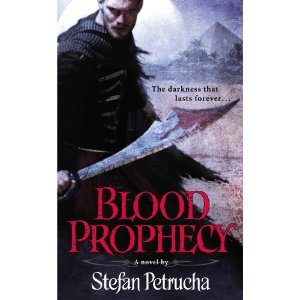 The darkness that
lasts forever...
BLOOD
PROPHECY
A novel by
Stefan Petrucha